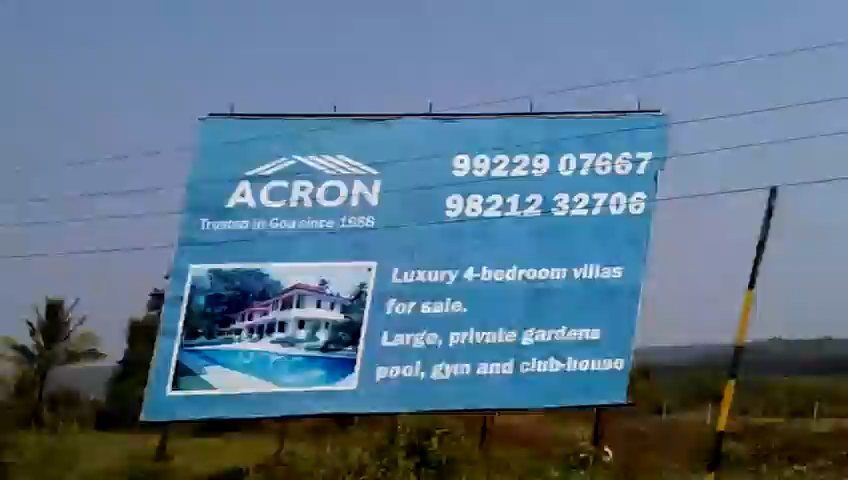 ACRON
Trusted in Goa since 1988
99229 07667
98212 32706
Luxury 4-bedroom villas
for sale.
Large, private gardens
pool, gym and club-house